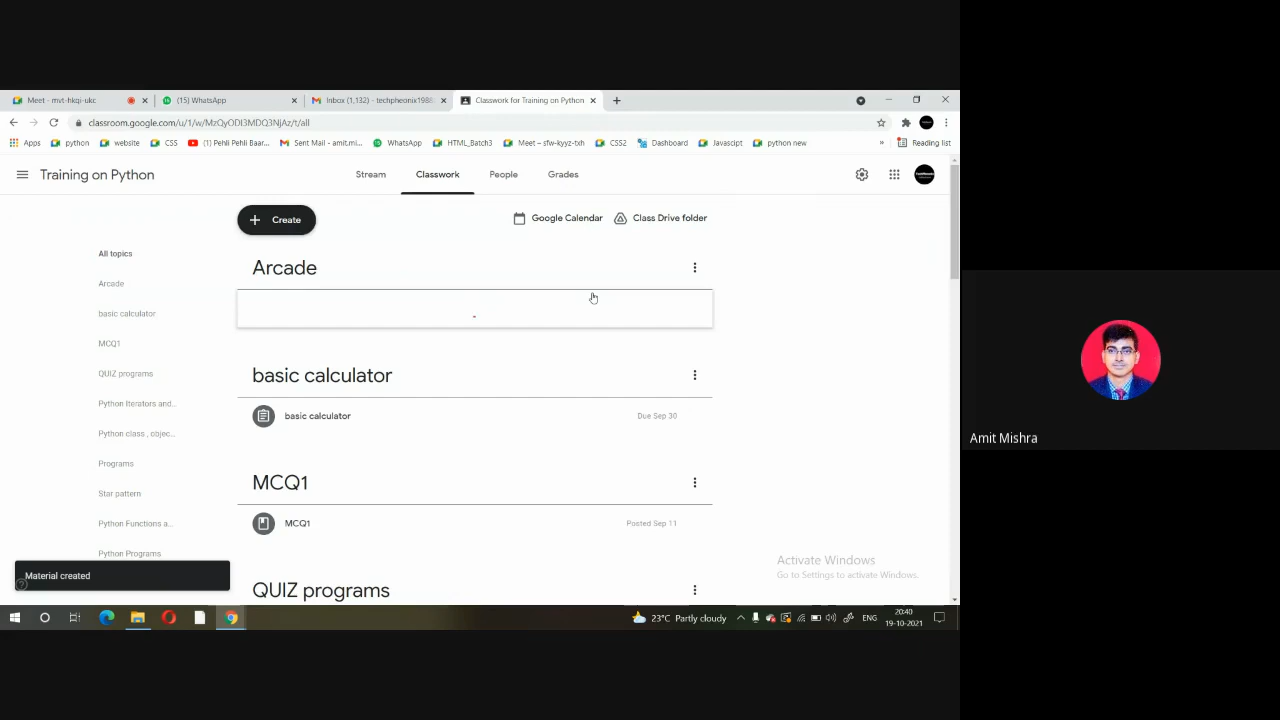 Meet - mvt-hkqi-ukc
(15) WhatsApp
Inbox (1,132) - techpheonix1988
Classwork for Training on Python
classroom.google.com/u/1/w/MzQyODI3MDQ3NjAz/t/all
Apps
python
website
CSS
Pehli Pehli Baar...
Sent Mail - amit.mi...
WhatsApp
HTML_Batch3
Meet – sfw-kyyz-txh
CSS2
Dashboard
Javascipt
python new
»
Reading list
Training on Python
Stream
Classwork
People
Grades
Create
Google Calendar
Class Drive folder
All topics
Arcade
basic calculator
MCQ1
QUIZ programs
Python Iterators and...
Python class , objec...
Programs
Star pattern
Python Functions a...
Python Programs
Arcade
basic calculator
basic calculator
Due Sep 30
MCQ1
MCQ1
Posted Sep 11
QUIZ programs
Material created
Activate Windows
Go to Settings to activate Windows.
23°C Partly cloudy
ENG
20:40
19-10-2021
Amit Mishra